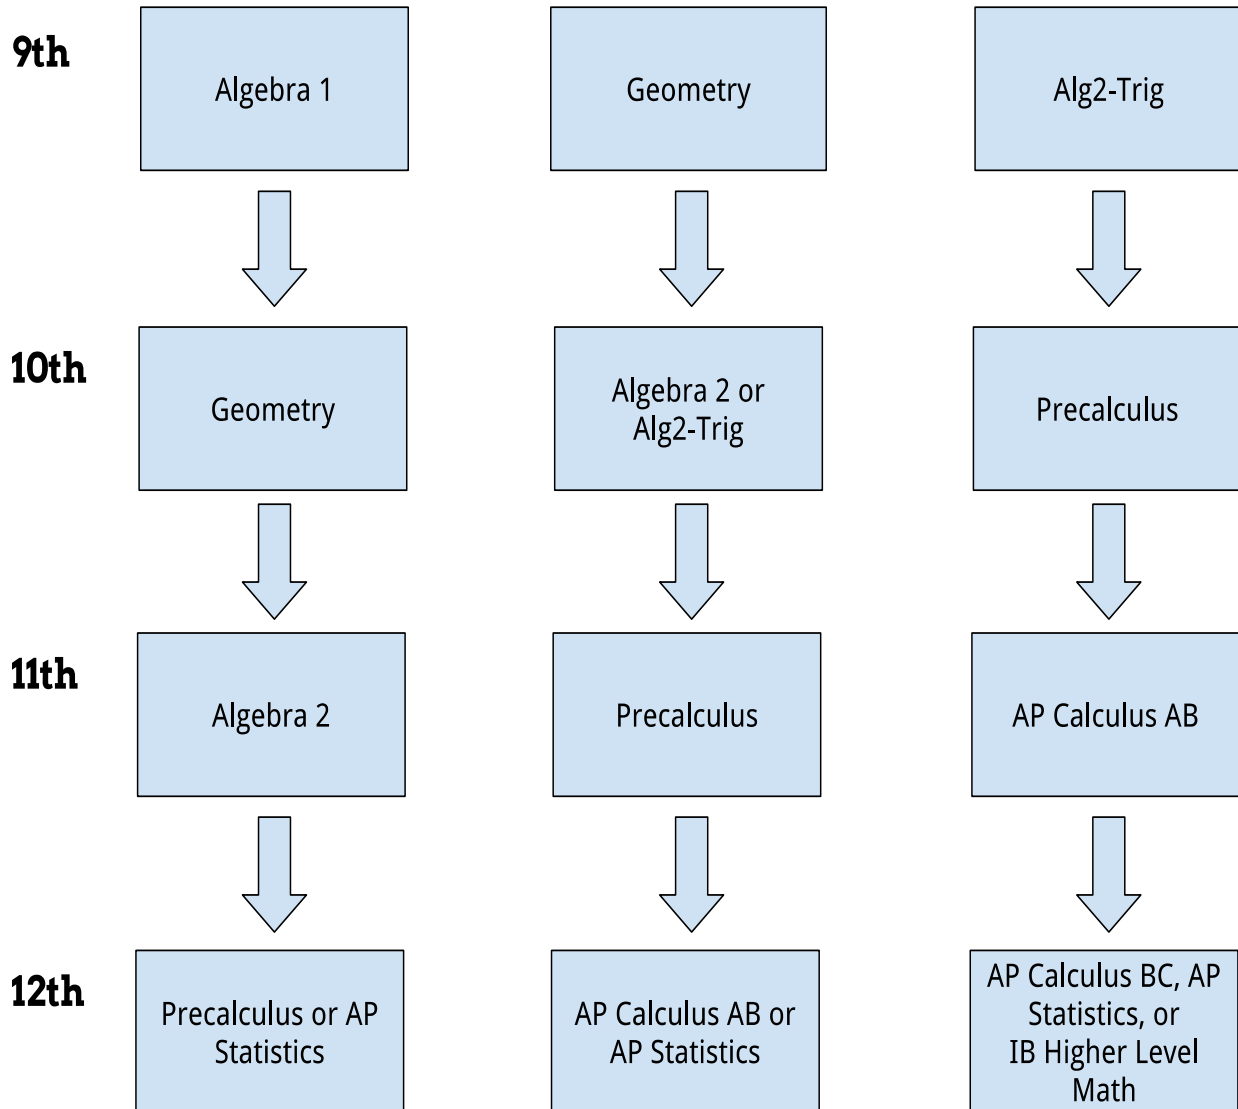 9th
Algebra 1
Geometry
Alg2-Trig
10th
Geometry
Algebra 2 or
Alg2-Trig
Precalculus
11th
Algebra 2
Precalculus
AP Calculus AB
12th
Precalculus or AP
Statistics
AP Calculus AB or
AP Statistics
AP Calculus BC, AP
Statistics, or
IB Higher Level
Math